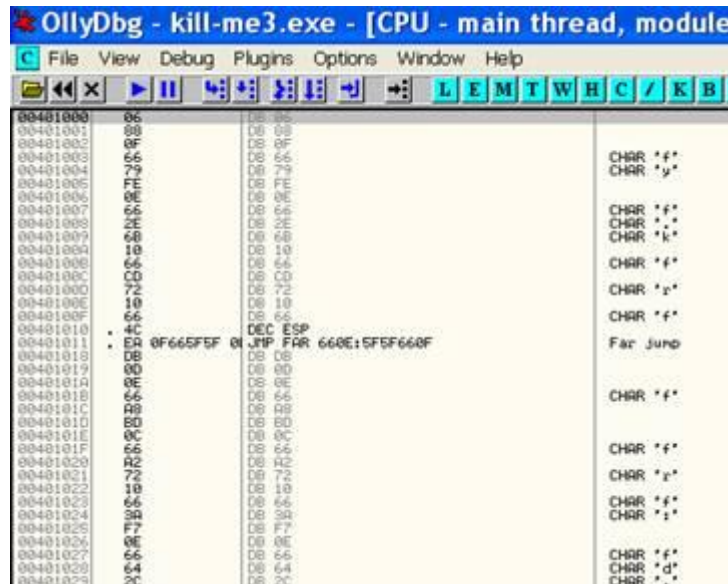 OllyDbg - kill-me3.exe - [CPU - main thread, module
C File View Debug Plugins Options Window Help
L E M T W H C / K B
00401000 06 DB 06
00401001 88 DB 88
00401002 0F DB 0F
00401003 66 DB 66 CHAR 'f'
00401004 79 DB 79 CHAR 'y'
00401005 FE DB FE
00401006 0E DB 0E
00401007 66 DB 66 CHAR 'f'
00401008 2E DB 2E CHAR '.'
00401009 6B DB 6B CHAR 'k'
0040100A 10 DB 10
0040100B 66 DB 66 CHAR 'f'
0040100C CD DB CD
0040100D 72 DB 72 CHAR 'r'
0040100E 10 DB 10
0040100F 66 DB 66 CHAR 'f'
00401010 . 4C DEC ESP
00401011 . EA 0F665F5F 0 JMP FAR 660E:5F5F660F Far jump
00401018 DB DB DB
00401019 0D DB 0D
0040101A 0E DB 0E
0040101B 66 DB 66 CHAR 'f'
0040101C A8 DB A8
0040101D BD DB BD
0040101E 0C DB 0C
0040101F 66 DB 66 CHAR 'f'
00401020 A2 DB A2
00401021 72 DB 72 CHAR 'r'
00401022 10 DB 10
00401023 66 DB 66 CHAR 'f'
00401024 3A DB 3A CHAR ':'
00401025 F7 DB F7
00401026 0E DB 0E
00401027 66 DB 66 CHAR 'f'
00401028 64 DB 64 CHAR 'd'
00401029 2C DB 2C CHAR ','